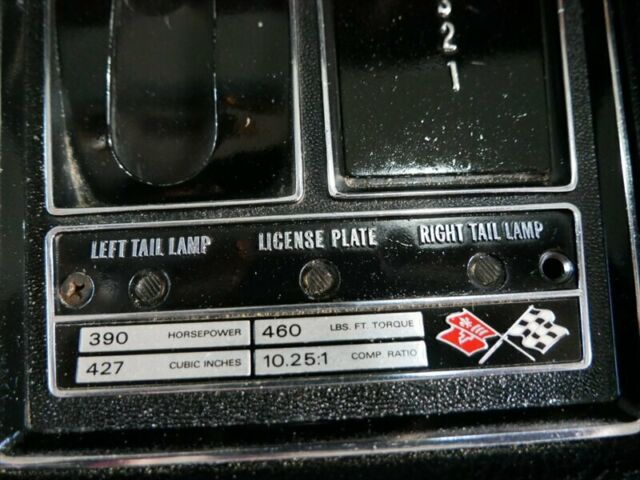 3
2
1
LEFT TAIL LAMP LICENSE PLATE RIGHT TAIL LAMP
390 HORSEPOWER 460 LBS. FT. TORQUE
427 CUBIC INCHES 10.25:1 COMP RATIO